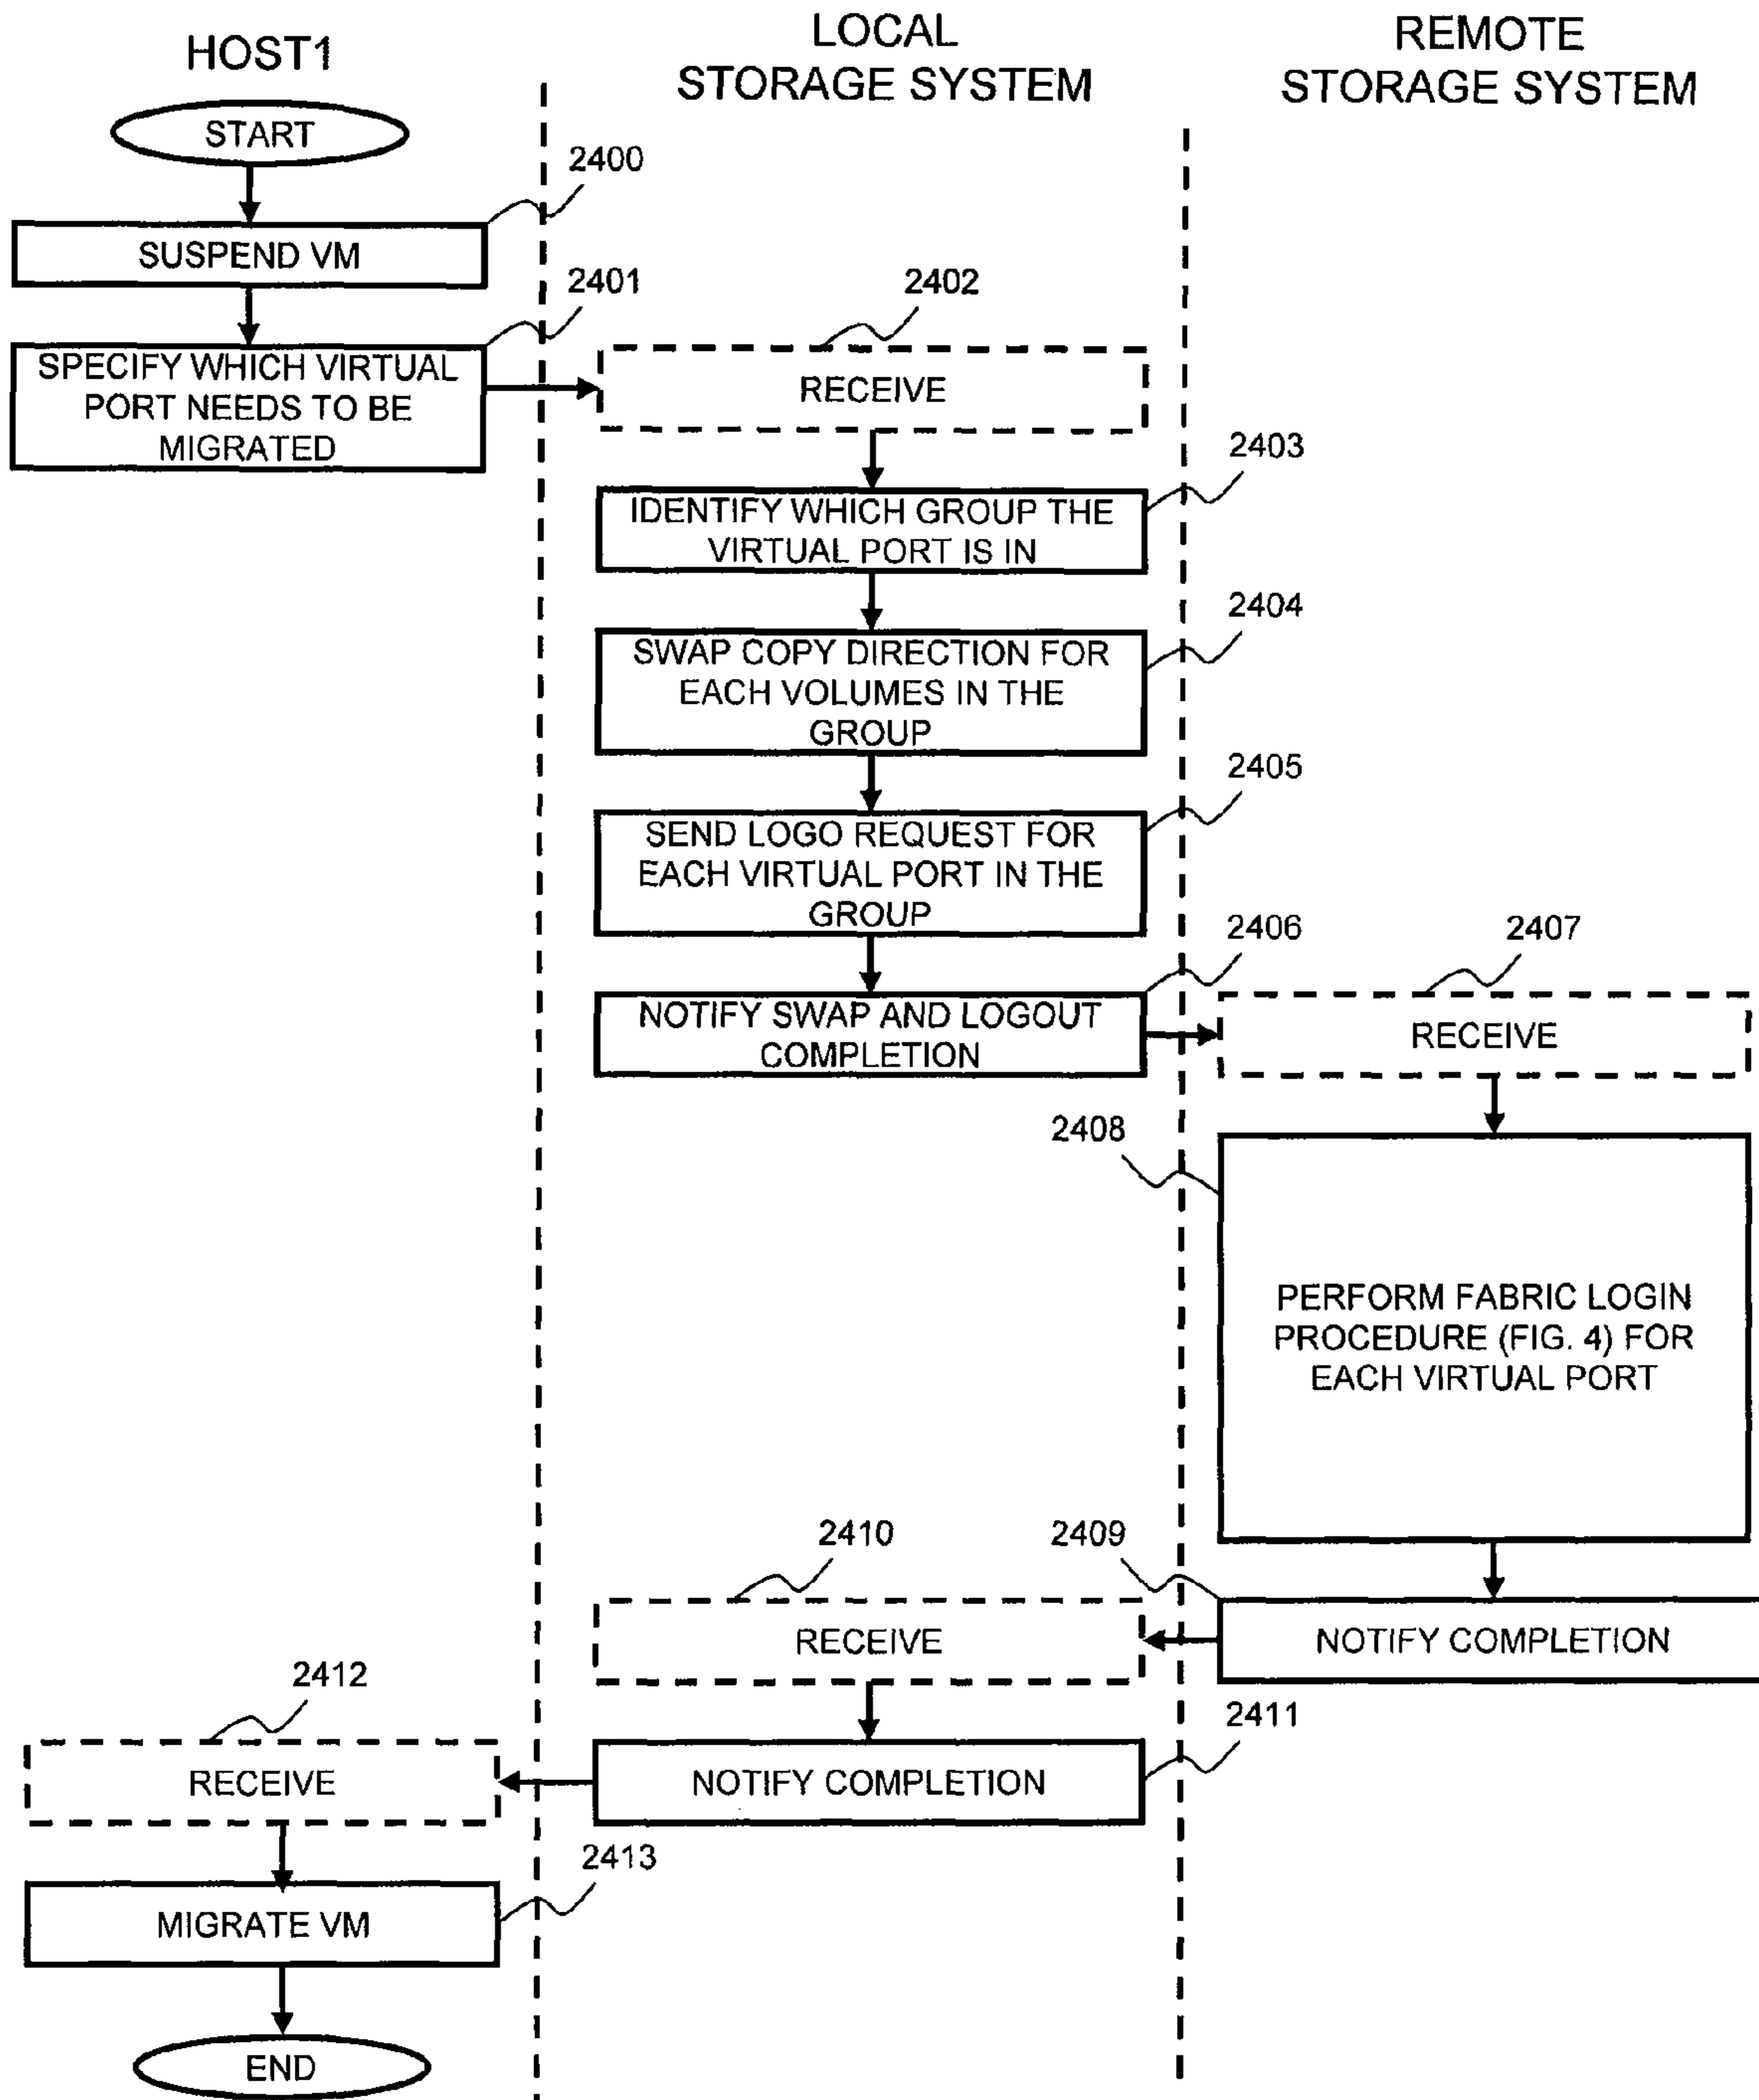 HOST1
LOCAL
STORAGE SYSTEM
REMOTE
STORAGE SYSTEM
START
2400
SUSPEND VM
2401
SPECIFY WHICH VIRTUAL
PORT NEEDS TO BE
MIGRATED
2402
RECEIVE
2403
IDENTIFY WHICH GROUP THE
VIRTUAL PORT IS IN
2404
SWAP COPY DIRECTION FOR
EACH VOLUMES IN THE
GROUP
2405
SEND LOGO REQUEST FOR
EACH VIRTUAL PORT IN THE
GROUP
2406
NOTIFY SWAP AND LOGOUT
COMPLETION
2407
RECEIVE
2408
PERFORM FABRIC LOGIN
PROCEDURE (FIG. 4) FOR
EACH VIRTUAL PORT
2409
NOTIFY COMPLETION
2410
RECEIVE
2411
NOTIFY COMPLETION
2412
RECEIVE
2413
MIGRATE VM
END